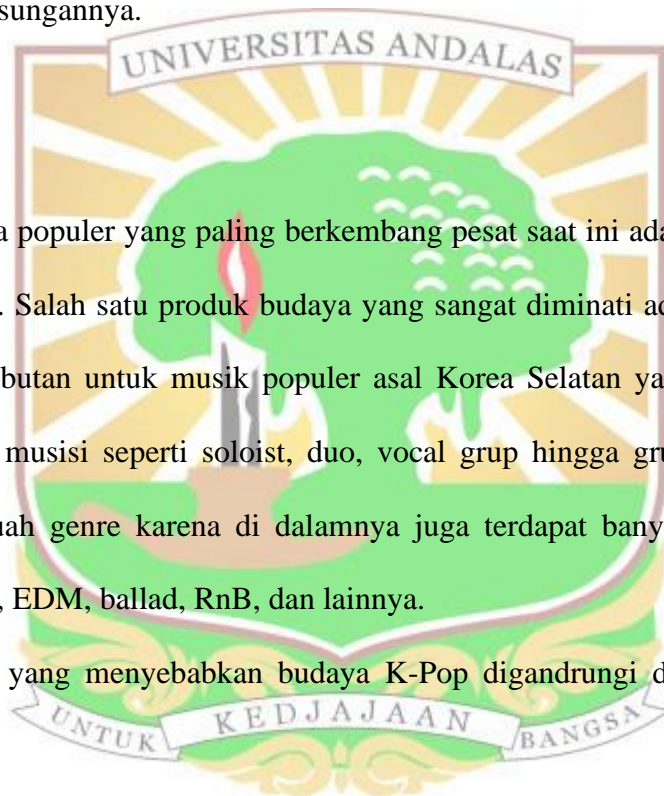 sungannya.
UNIVERSITAS ANDALAS
a populer yang paling berkembang pesat saat ini ada
. Salah satu produk budaya yang sangat diminati ad
butan untuk musik populer asal Korea Selatan ya
musisi seperti soloist, duo, vocal grup hingga gru
uah genre karena di dalamnya juga terdapat bany
, EDM, ballad, RnB, dan lainnya.
yang menyebabkan budaya K-Pop digandrungi d
UNTUK KEDJAJAAN BANGSA